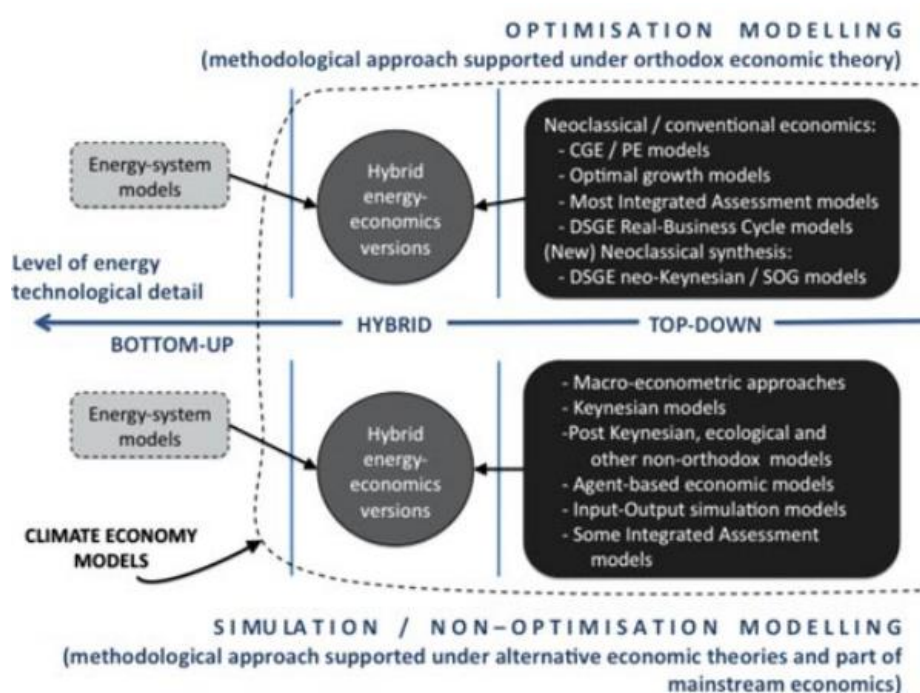 OPTIMISATION MODELLING
(methodological approach supported under orthodox economic theory)
Energy-system
models
Hybrid
energy-
economics
versions
Neoclassical / conventional economics:
- CGE / PE models
- Optimal growth models
- Most Integrated Assessment models
- DSGE Real-Business Cycle models
(New) Neoclassical synthesis:
- DSGE neo-Keynesian / SOG models
Level of energy
technological detail
BOTTOM-UP
HYBRID
TOP-DOWN
Energy-system
models
Hybrid
energy-
economics
versions
- Macro-econometric approaches
- Keynesian models
-Post Keynesian, ecological and
other non-orthodox models
- Agent-based economic models
- Input-Output simulation models
- Some Integrated Assessment
models
CLIMATE ECONOMY
MODELS
SIMULATION / NON–OPTIMISATION MODELLING
(methodological approach supported under alternative economic theories and part of
mainstream economics)